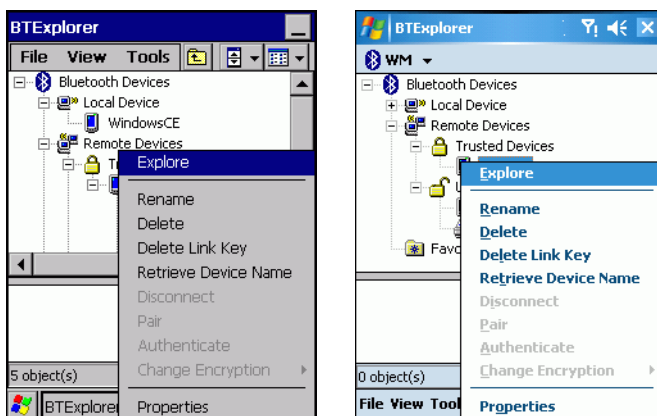 BTExplorer
File View Tools
Bluetooth Devices
Local Device
WindowsCE
Remote Devices
Explore
Rename
Delete
Delete Link Key
Retrieve Device Name
Disconnect
Pair
Authenticate
Change Encryption
Properties
5 object(s)
BTExplorer
BTExplorer
WM
Bluetooth Devices
Local Device
Remote Devices
Trusted Devices
Explore
Rename
Delete
Delete Link Key
Retrieve Device Name
Disconnect
Pair
Authenticate
Change Encryption
Properties
Favo
0 object(s)
File View Tool